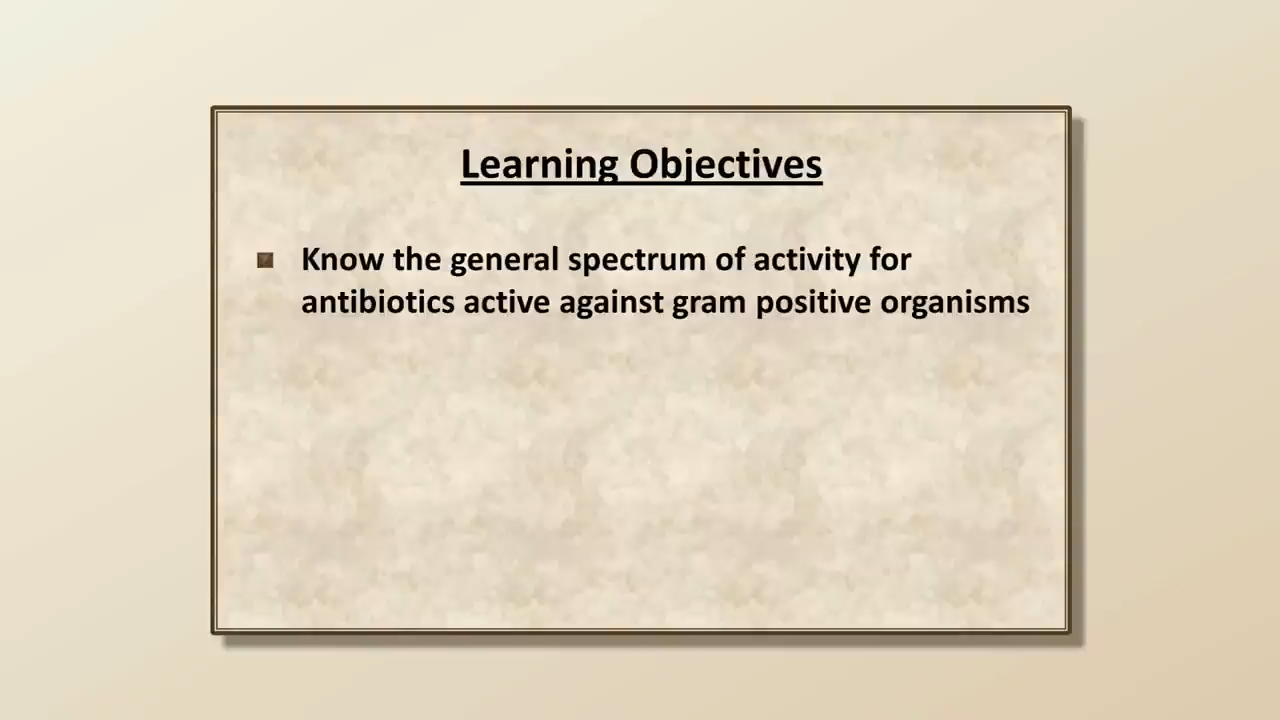 Learning Objectives
Know the general spectrum of activity for
antibiotics active against gram positive organisms